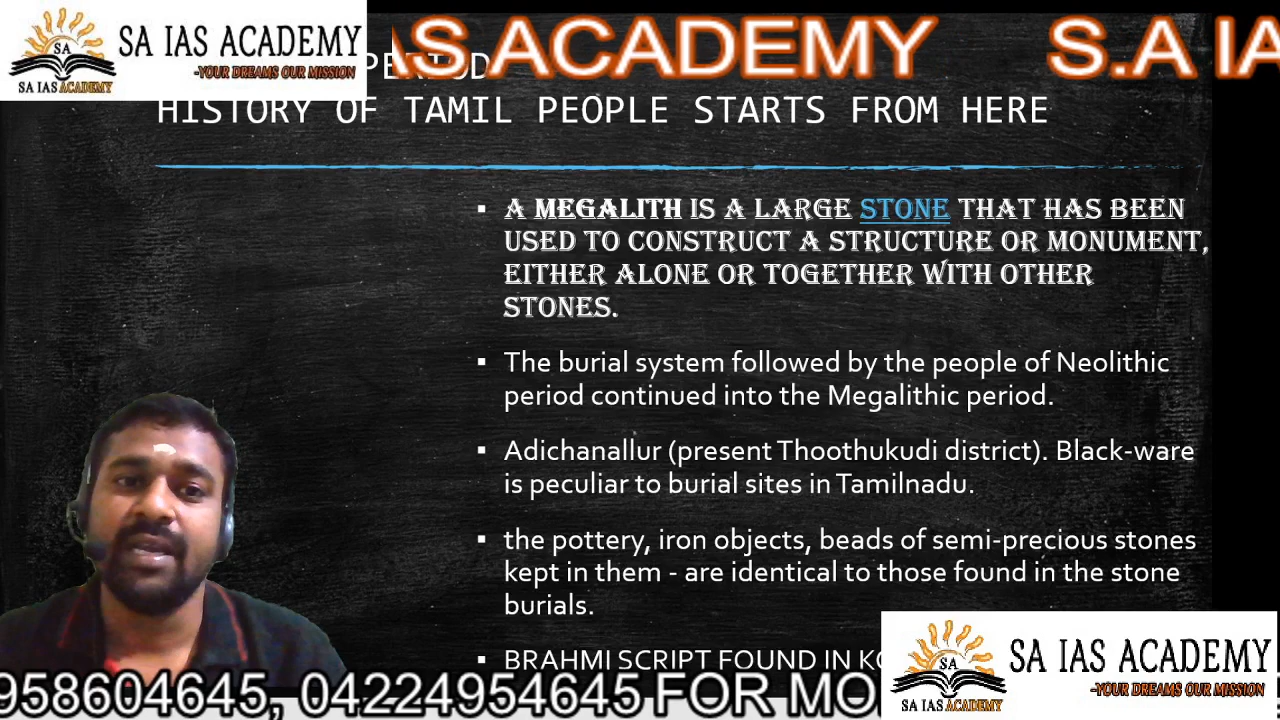 SA IAS ACADEMY
-YOUR DREAMS OUR MISSION
SA
SA IAS ACADEMY
S ACADEMY S.A IA
PERIOD
HISTORY OF TAMIL PEOPLE STARTS FROM HERE
▪ A MEGALITH IS A LARGE STONE THAT HAS BEEN
USED TO CONSTRUCT A STRUCTURE OR MONUMENT,
EITHER ALONE OR TOGETHER WITH OTHER
STONES.
▪ The burial system followed by the people of Neolithic
period continued into the Megalithic period.
▪ Adichanallur (present Thoothukudi district). Black-ware
is peculiar to burial sites in Tamilnadu.
▪ the pottery, iron objects, beads of semi-precious stones
kept in them - are identical to those found in the stone
burials.
▪ BRAHMI SCRIPT FOUND IN
958604645, 04224954645 FOR MO
SA IAS ACADEMY
-YOUR DREAMS OUR MISSION
SA
SA IAS ACADEMY